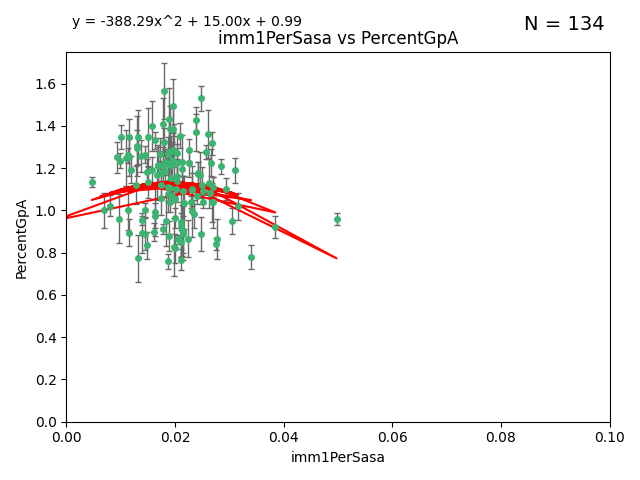 y = -388.29x^2 + 15.00x + 0.99
N = 134
imm1PerSasa vs PercentGpA
1.6
1.4
1.2
1.0
0.8
0.6
0.4
0.2
0.0
PercentGpA
0.00 0.02 0.04 0.06 0.08 0.10
imm1PerSasa